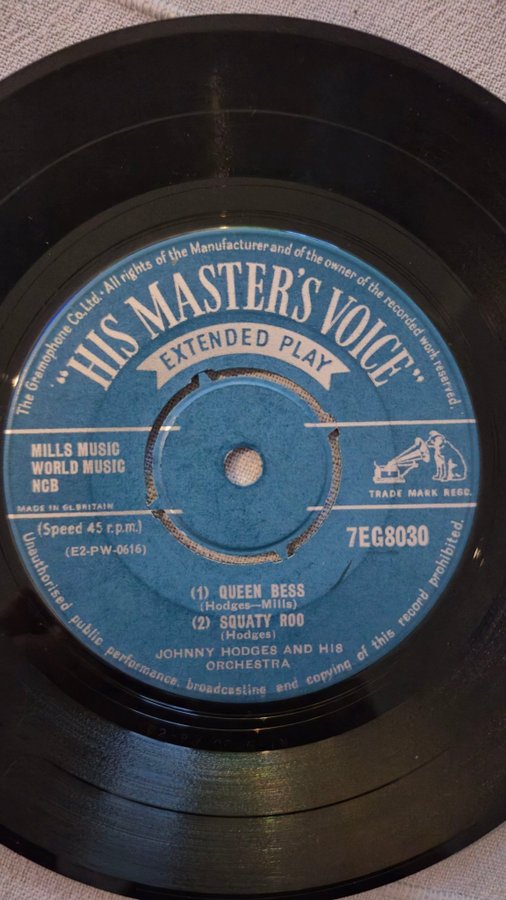 The Gramophone Co. Ltd. · All rights of the Manufacturer and of the owner of the recorded work reserved.
"HIS MASTER'S VOICE"
EXTENDED PLAY
MILLS MUSIC
WORLD MUSIC
NCB
MADE IN GT. BRITAIN
TRADE MARK REGD.
(Speed 45 r.p.m.)
7EG8030
(E2-PW-0616)
(1) QUEEN BESS
(Hodges—Mills)
(2) SQUATY ROO
(Hodges)
JOHNNY HODGES AND HIS
ORCHESTRA
Unauthorised public performance, broadcasting and copying of this record prohibited.